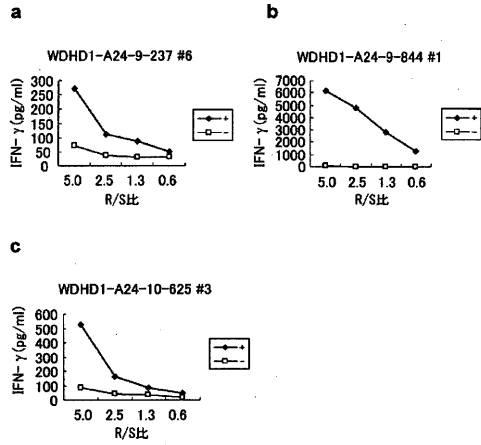 a
WDHD1-A24-9-237 #6
IFN-γ(pg/ml)
300
250
200
150
100
50
0
5.0 2.5 1.3 0.6
R/S比
+
-
b
WDHD1-A24-9-844 #1
IFN-γ(pg/ml)
7000
6000
5000
4000
3000
2000
1000
0
5.0 2.5 1.3 0.6
R/S比
+
-
c
WDHD1-A24-10-625 #3
IFN-γ(pg/ml)
600
500
400
300
200
100
0
5.0 2.5 1.3 0.6
R/S比
+
-